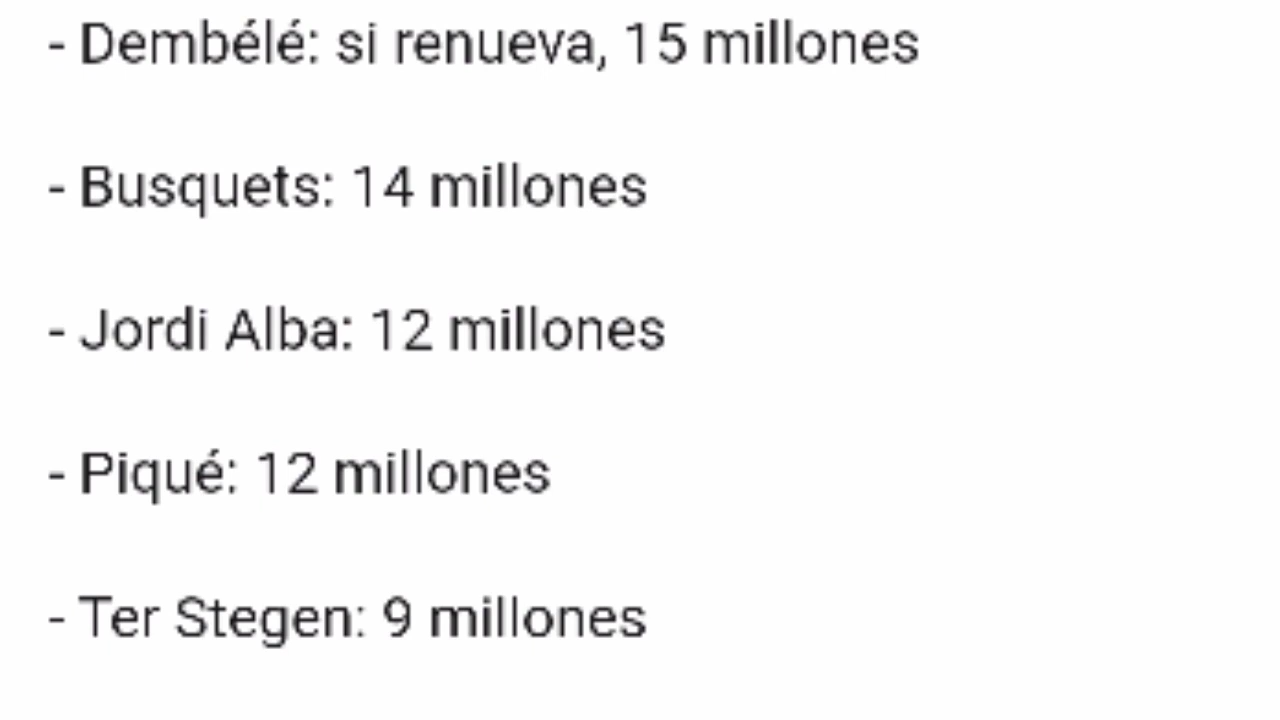 - Dembélé: si renueva, 15 millones
- Busquets: 14 millones
- Jordi Alba: 12 millones
- Piqué: 12 millones
- Ter Stegen: 9 millones